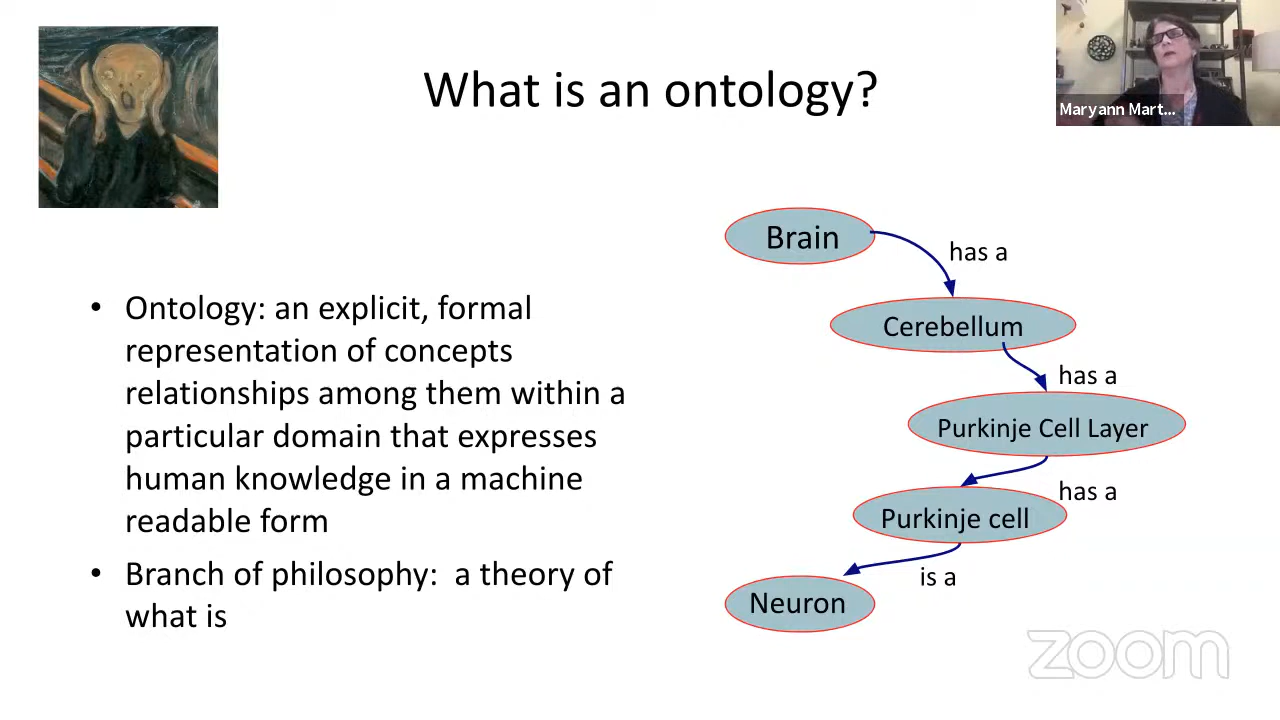 What is an ontology?
Maryann Mart...
Brain
has a
Cerebellum
has a
Purkinje Cell Layer
has a
Purkinje cell
is a
Neuron
• Ontology: an explicit, formal
representation of concepts
relationships among them within a
particular domain that expresses
human knowledge in a machine
readable form
• Branch of philosophy:  a theory of
what is
zoom